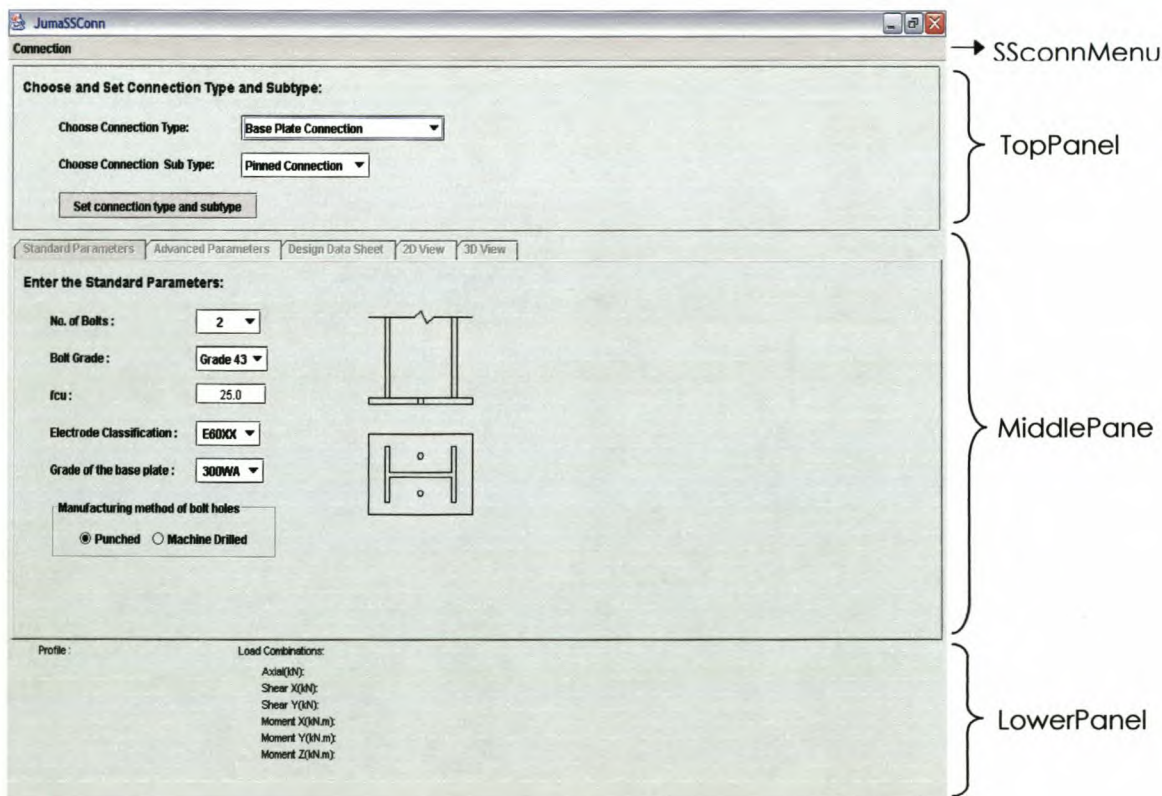 JumaSSConn
Connection
SSconnMenu
Choose and Set Connection Type and Subtype:
Choose Connection Type: Base Plate Connection
Choose Connection Sub Type: Pinned Connection
Set connection type and subtype
TopPanel
Standard Parameters Advanced Parameters Design Data Sheet 2D View 3D View
Enter the Standard Parameters:
No. of Bolts : 2
Bolt Grade : Grade 43
fcu : 25.0
Electrode Classification : E60XX
Grade of the base plate : 300WA
Manufacturing method of bolt holes
Punched Machine Drilled
MiddlePane
Profile : Load Combinations:
Axial(kN):
Shear X(kN):
Shear Y(kN):
Moment X(kN.m):
Moment Y(kN.m):
Moment Z(kN.m):
LowerPanel